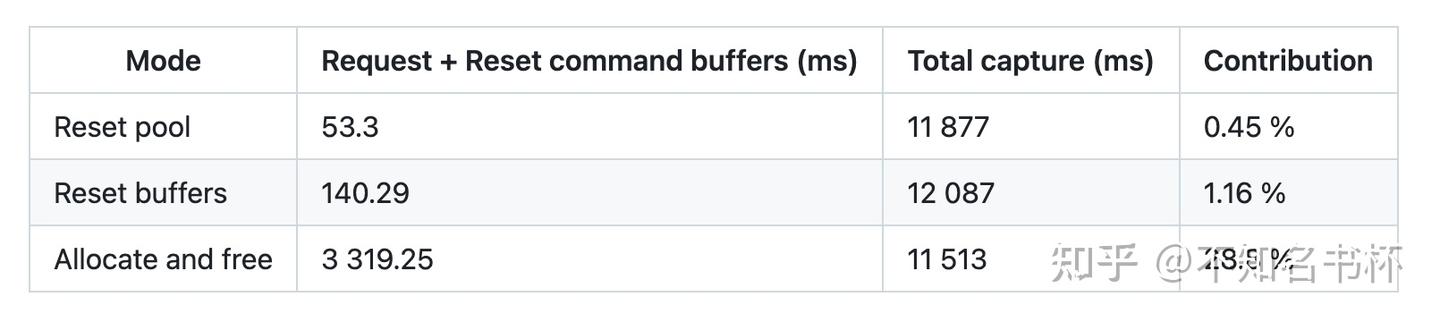 Mode Request + Reset command buffers (ms) Total capture (ms) Contribution
Reset pool 53.3 11 877 0.45 %
Reset buffers 140.29 12 087 1.16 %
Allocate and free 3 319.25 11 513 28.8 %
知乎 @不知名书杯